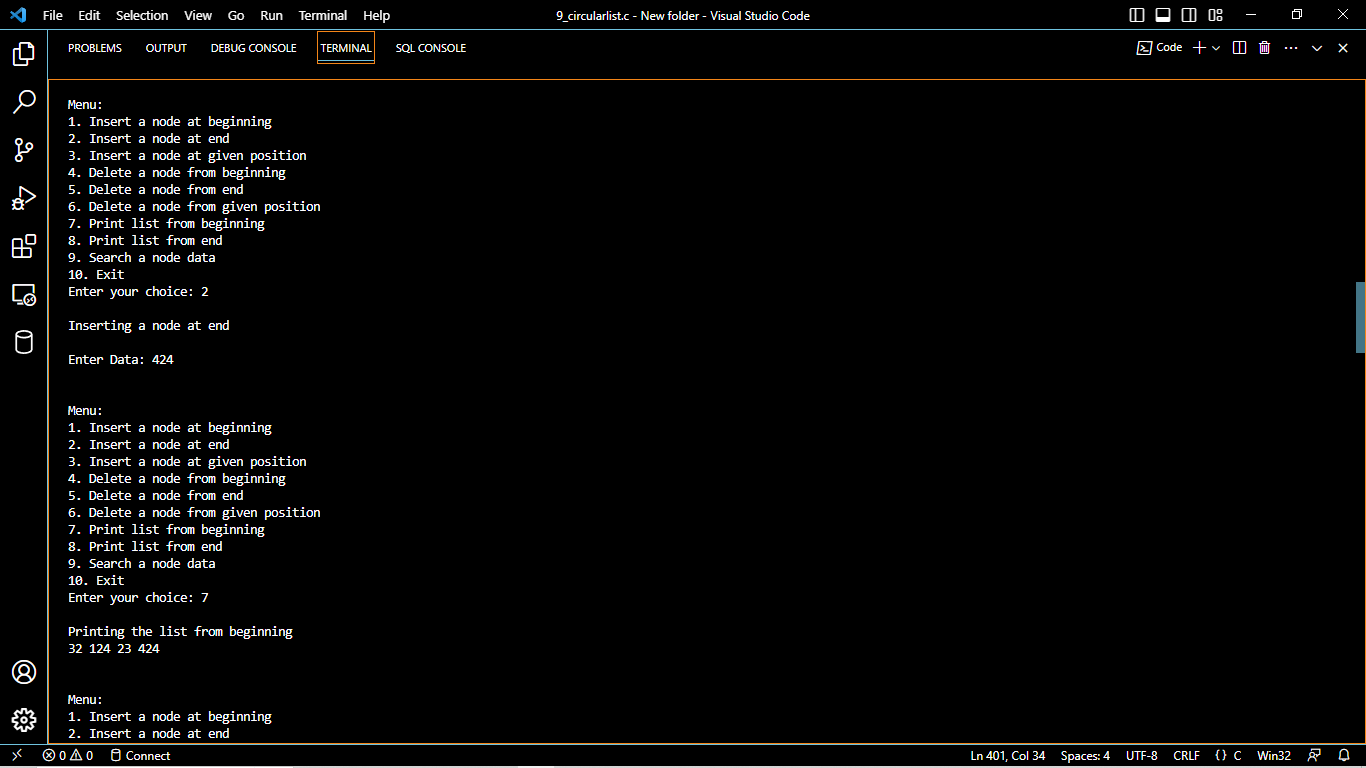 File Edit Selection View Go Run Terminal Help 9_circularlist.c - New folder - Visual Studio Code
PROBLEMS OUTPUT DEBUG CONSOLE TERMINAL SQL CONSOLE Code
Menu:
1. Insert a node at beginning
2. Insert a node at end
3. Insert a node at given position
4. Delete a node from beginning
5. Delete a node from end
6. Delete a node from given position
7. Print list from beginning
8. Print list from end
9. Search a node data
10. Exit
Enter your choice: 2
Inserting a node at end
Enter Data: 424
Menu:
1. Insert a node at beginning
2. Insert a node at end
3. Insert a node at given position
4. Delete a node from beginning
5. Delete a node from end
6. Delete a node from given position
7. Print list from beginning
8. Print list from end
9. Search a node data
10. Exit
Enter your choice: 7
Printing the list from beginning
32 124 23 424
Menu:
1. Insert a node at beginning
2. Insert a node at end
0 0 Connect Ln 401, Col 34 Spaces: 4 UTF-8 CRLF {} C Win32